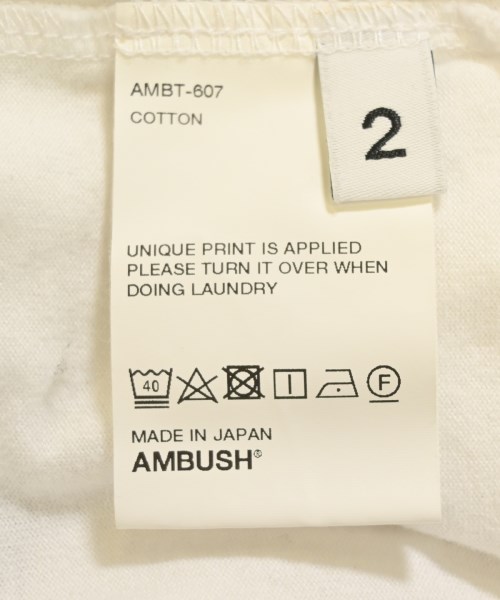 AMBT-607
COTTON
2
UNIQUE PRINT IS APPLIED
PLEASE TURN IT OVER WHEN
DOING LAUNDRY
40
F
MADE IN JAPAN
AMBUSH®